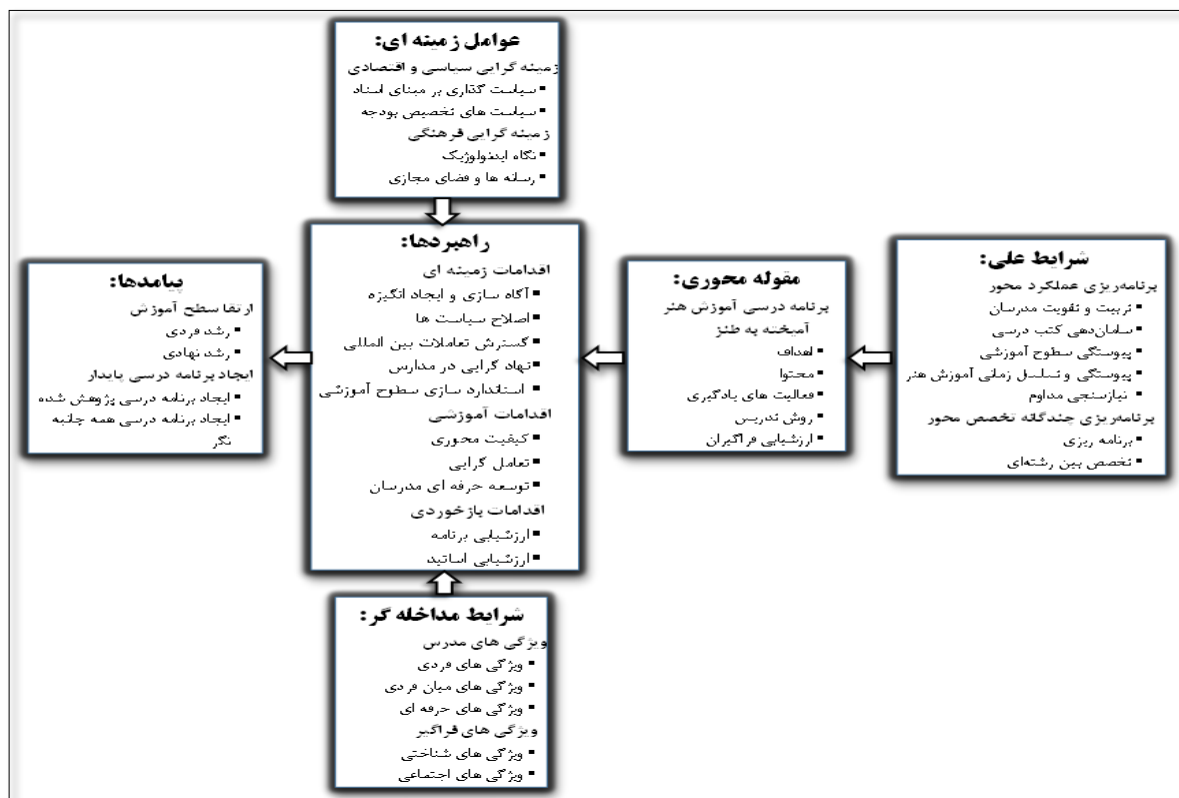 عوامل زمینه ای:
زمینه گرایی سیاسی و اقتصادی
▪ سیاست گذاری بر مبنای اسناد
▪ سیاست های تخصیص بودجه
زمینه گرایی فرهنگی
▪ نگاه ایدئولوژیک
▪ رسانه ها و فضای مجازی
شرایط علی:
برنامه‌ریزی عملکرد محور
▪ تربیت و تقویت مدرسان
▪ سامان‌دهی کتب درسی
▪ پیوستگی سطوح آموزشی
▪ پیوستگی و تسلسل زمانی آموزش هنر
▪ نیازسنجی مداوم
برنامه‌ریزی چندگانه تخصص محور
▪ برنامه ریزی
▪ تخصص بین رشته‌ای
مقوله محوری:
برنامه درسی آموزش هنر
آمیخته به طنز
▪ اهداف
▪ محتوا
▪ فعالیت های یادگیری
▪ روش تدریس
▪ ارزشیابی فراگیران
راهبردها:
اقدامات زمینه ای
▪ آگاه سازی و ایجاد انگیزه
▪ اصلاح سیاست ها
▪ گسترش تعاملات بین المللی
▪ نهاد گرایی در مدارس
▪ استاندارد سازی سطوح آموزشی
اقدامات آموزشی
▪ کیفیت محوری
▪ تعامل گرایی
▪ توسعه حرفه ای مدرسان
اقدامات بازخوردی
▪ ارزشیابی برنامه
▪ ارزشیابی اساتید
پیامدها:
ارتقا سطح آموزش
▪ رشد فردی
▪ رشد نهادی
ایجاد برنامه درسی پایدار
▪ ایجاد برنامه درسی پژوهش شده
▪ ایجاد برنامه درسی همه جانبه
نگر
شرایط مداخله گر:
ویژگی های مدرس
▪ ویژگی های فردی
▪ ویژگی های میان فردی
▪ ویژگی های حرفه ای
ویژگی های فراگیر
▪ ویژگی های شناختی
▪ ویژگی های اجتماعی